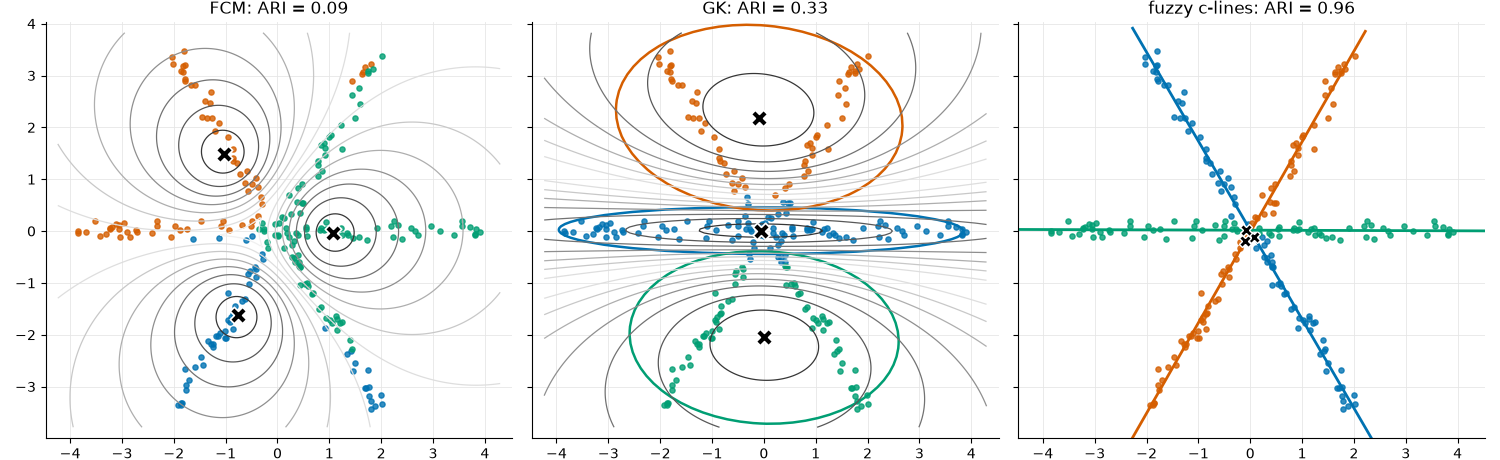 FCM: ARI = 0.09
4
3
2
1
0
−1
−2
−3
−4 −3 −2 −1 0 1 2 3 4
GK: ARI = 0.33
−4 −3 −2 −1 0 1 2 3 4
fuzzy c-lines: ARI = 0.96
−4 −3 −2 −1 0 1 2 3 4